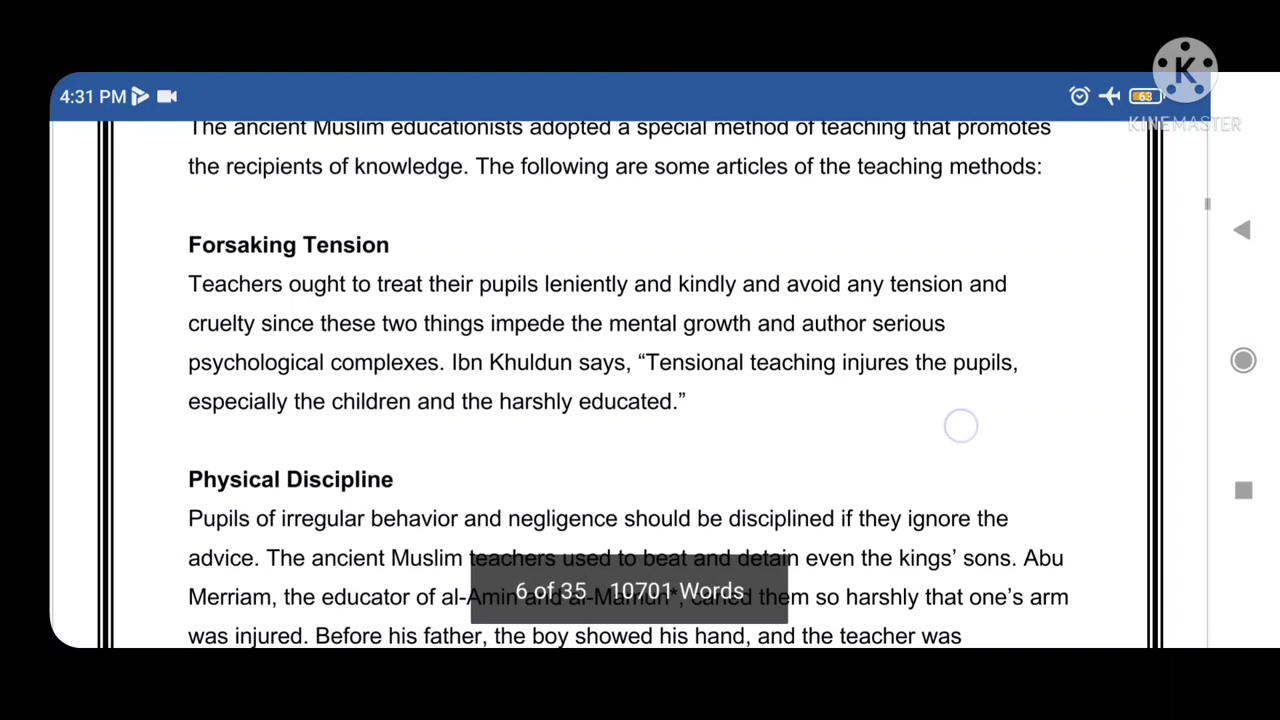 4:31 PM
63
K
KINEMASTER
The ancient Muslim educationists adopted a special method of teaching that promotes
the recipients of knowledge. The following are some articles of the teaching methods:
Forsaking Tension
Teachers ought to treat their pupils leniently and kindly and avoid any tension and
cruelty since these two things impede the mental growth and author serious
psychological complexes. Ibn Khuldun says, “Tensional teaching injures the pupils,
especially the children and the harshly educated.”
Physical Discipline
Pupils of irregular behavior and negligence should be disciplined if they ignore the
advice. The ancient Muslim teachers used to beat and detain even the kings’ sons. Abu
Merriam, the educator of al-Amin and al-Mamun*, caned them so harshly that one’s arm
was injured. Before his father, the boy showed his hand, and the teacher was
6 of 35 10701 Words